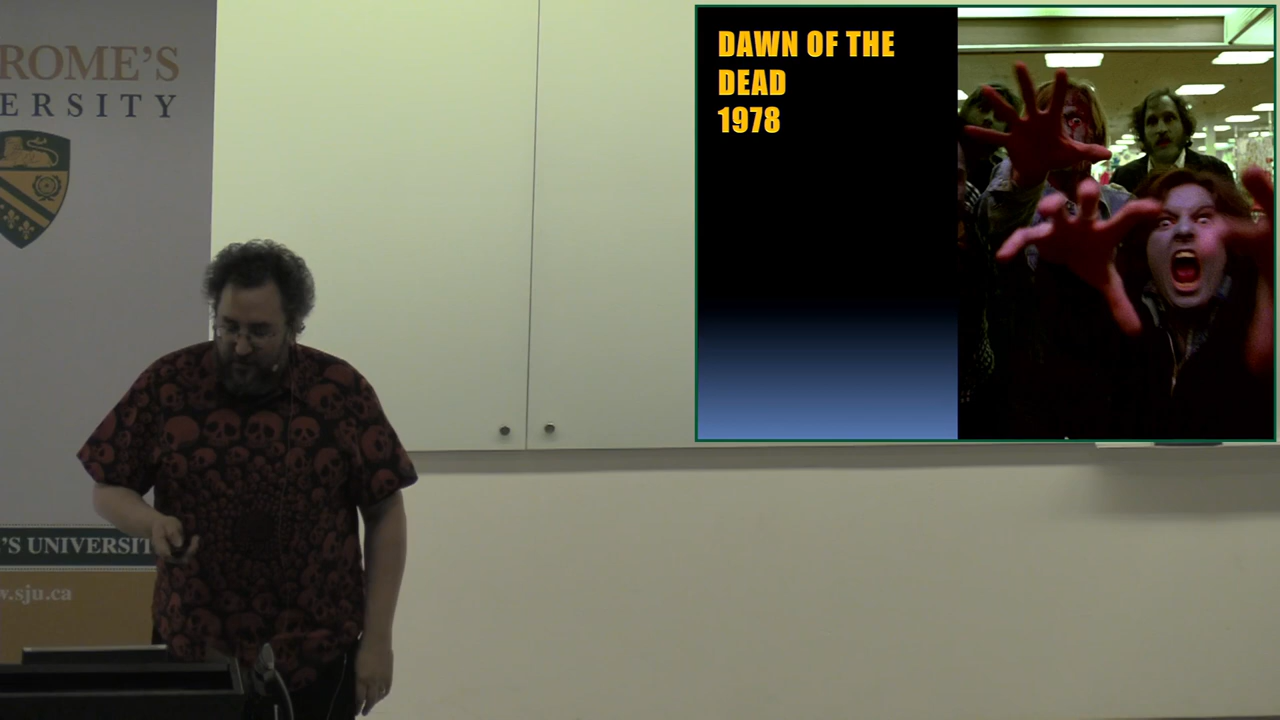 ROME'S
ERSITY
'S UNIVERSIT
w.sju.ca
DAWN OF THE
DEAD
1978